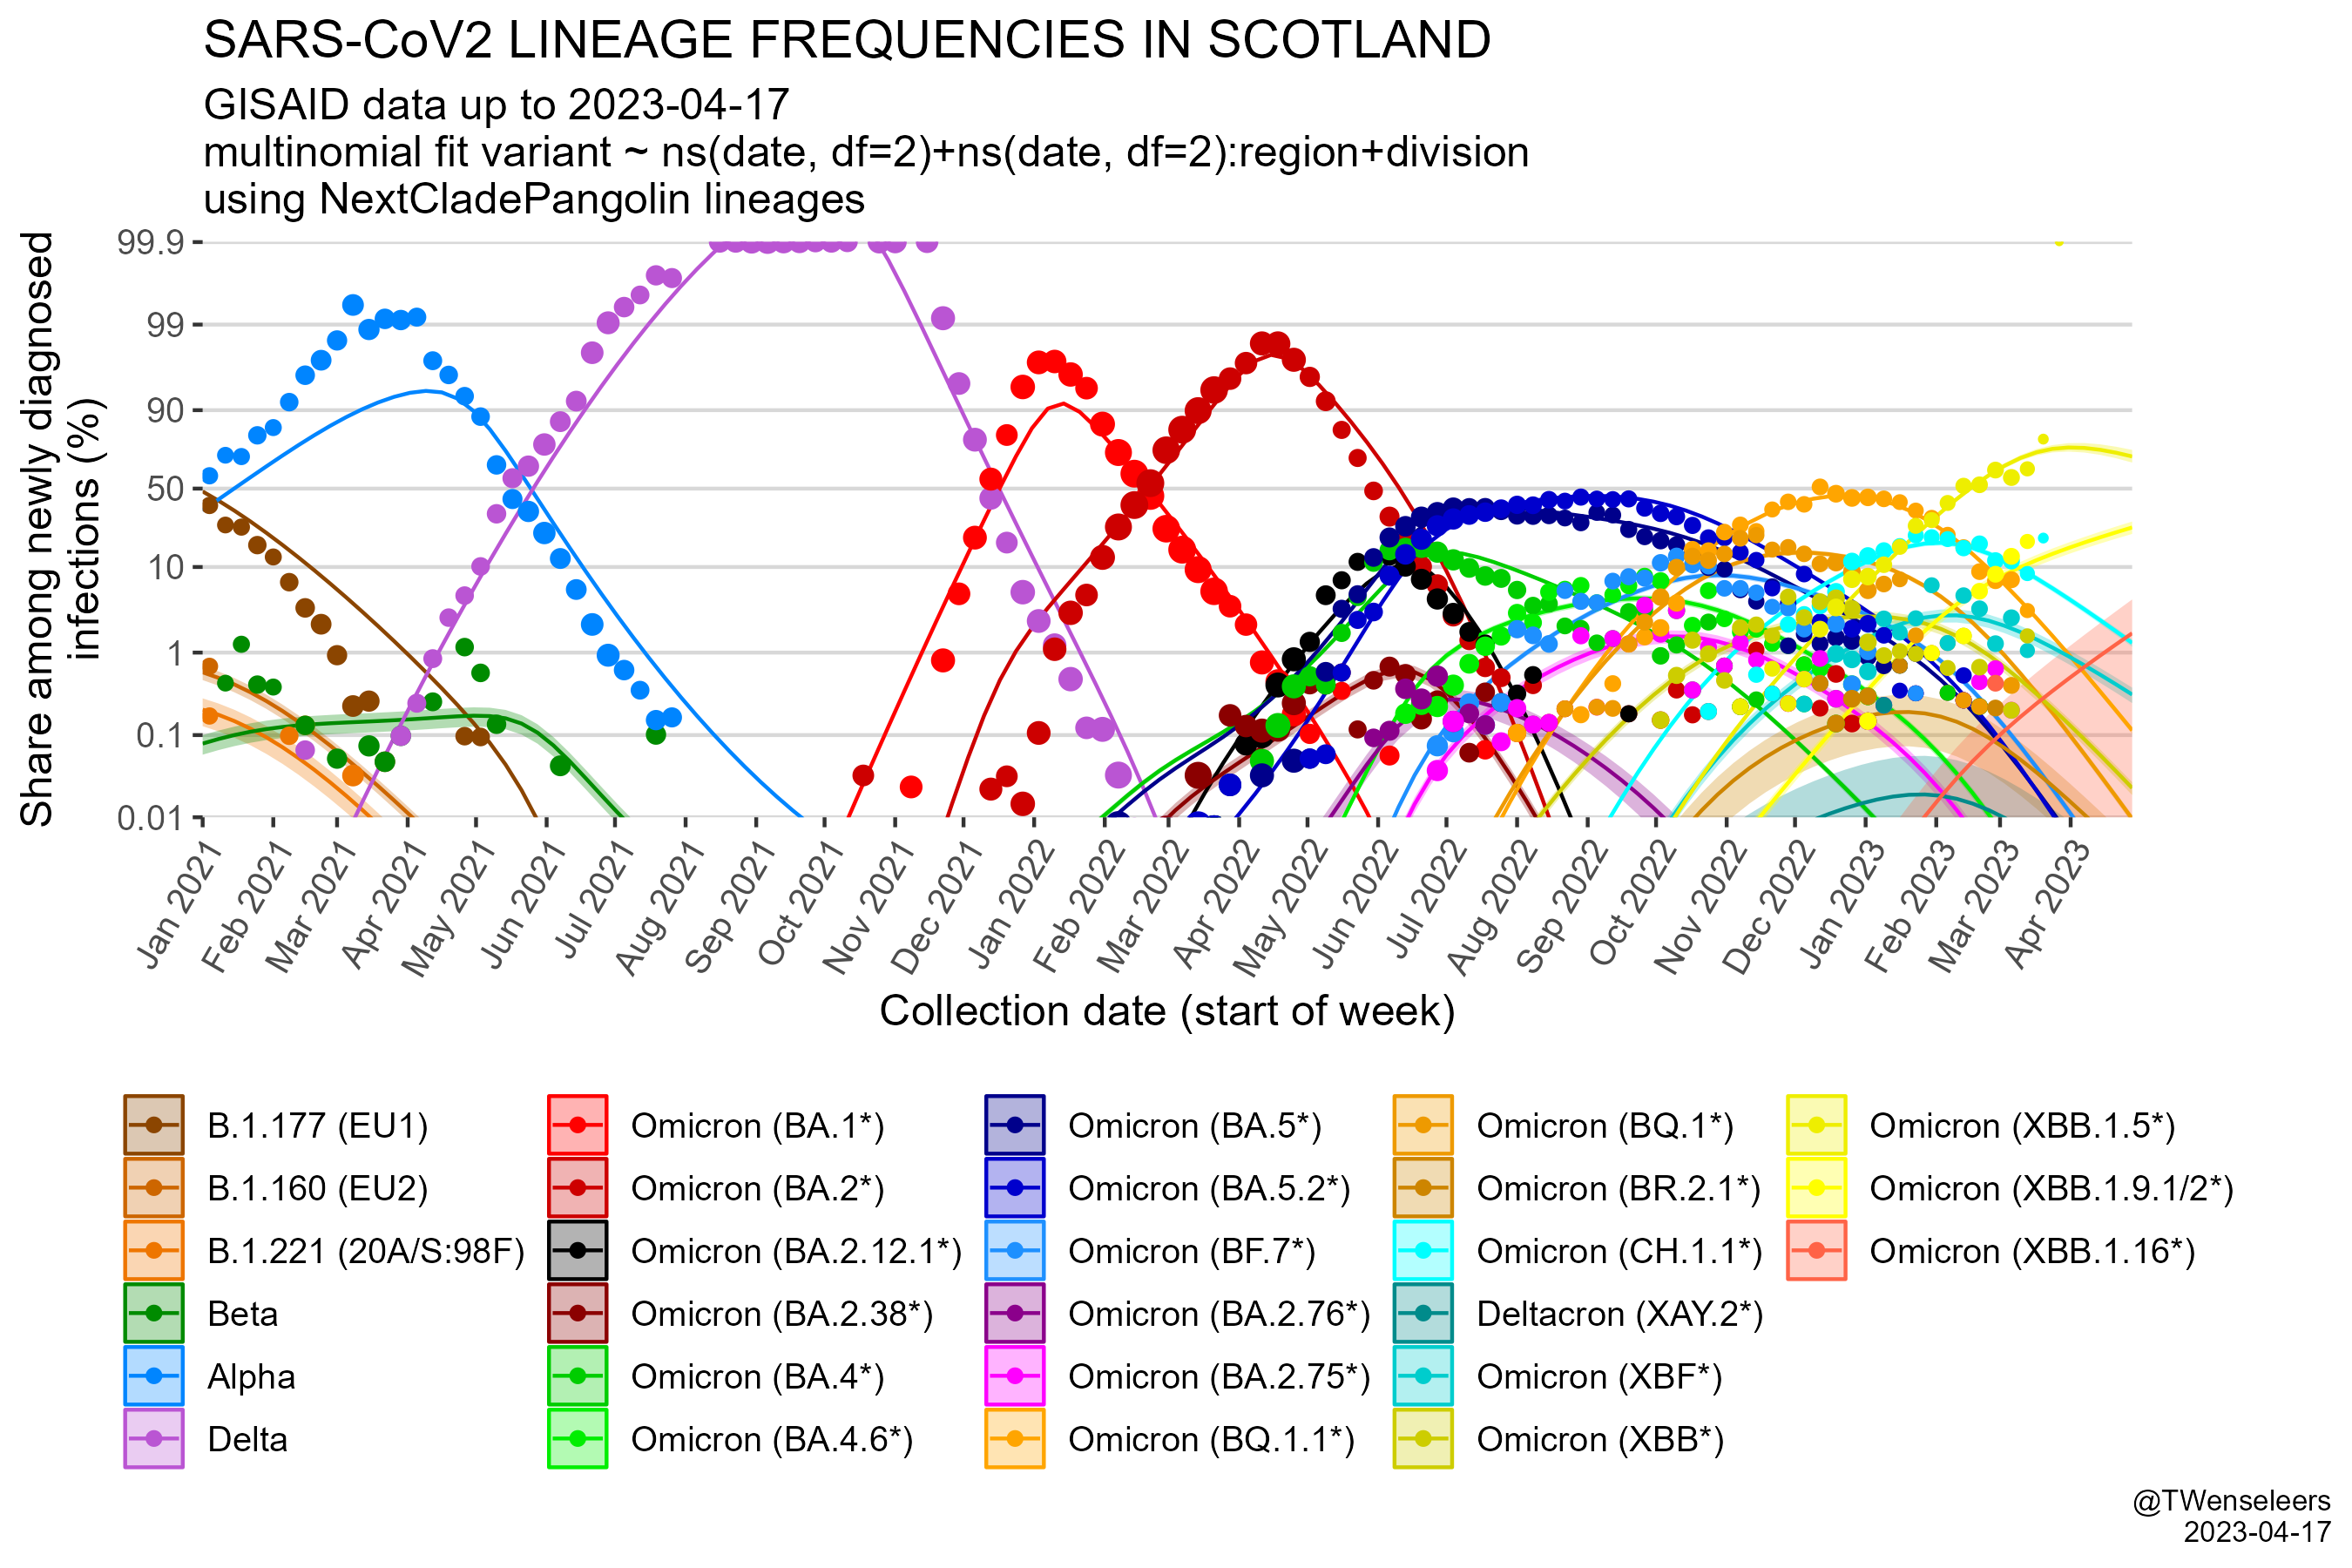 SARS-CoV2 LINEAGE FREQUENCIES IN SCOTLAND
GISAID data up to 2023-04-17
multinomial fit variant ~ ns(date, df=2)+ns(date, df=2):region+division
using NextCladePangolin lineages
Share among newly diagnosed
infections (%)
99.9
99
90
50
10
1
0.1
0.01
Jan 2021
Feb 2021
Mar 2021
Apr 2021
May 2021
Jun 2021
Jul 2021
Aug 2021
Sep 2021
Oct 2021
Nov 2021
Dec 2021
Jan 2022
Feb 2022
Mar 2022
Apr 2022
May 2022
Jun 2022
Jul 2022
Aug 2022
Sep 2022
Oct 2022
Nov 2022
Dec 2022
Jan 2023
Feb 2023
Mar 2023
Apr 2023
Collection date (start of week)
B.1.177 (EU1)
B.1.160 (EU2)
B.1.221 (20A/S:98F)
Beta
Alpha
Delta
Omicron (BA.1*)
Omicron (BA.2*)
Omicron (BA.2.12.1*)
Omicron (BA.2.38*)
Omicron (BA.4*)
Omicron (BA.4.6*)
Omicron (BA.5*)
Omicron (BA.5.2*)
Omicron (BF.7*)
Omicron (BA.2.76*)
Omicron (BA.2.75*)
Omicron (BQ.1.1*)
Omicron (BQ.1*)
Omicron (BR.2.1*)
Omicron (CH.1.1*)
Deltacron (XAY.2*)
Omicron (XBF*)
Omicron (XBB*)
Omicron (XBB.1.5*)
Omicron (XBB.1.9.1/2*)
Omicron (XBB.1.16*)
@TWenseleers
2023-04-17